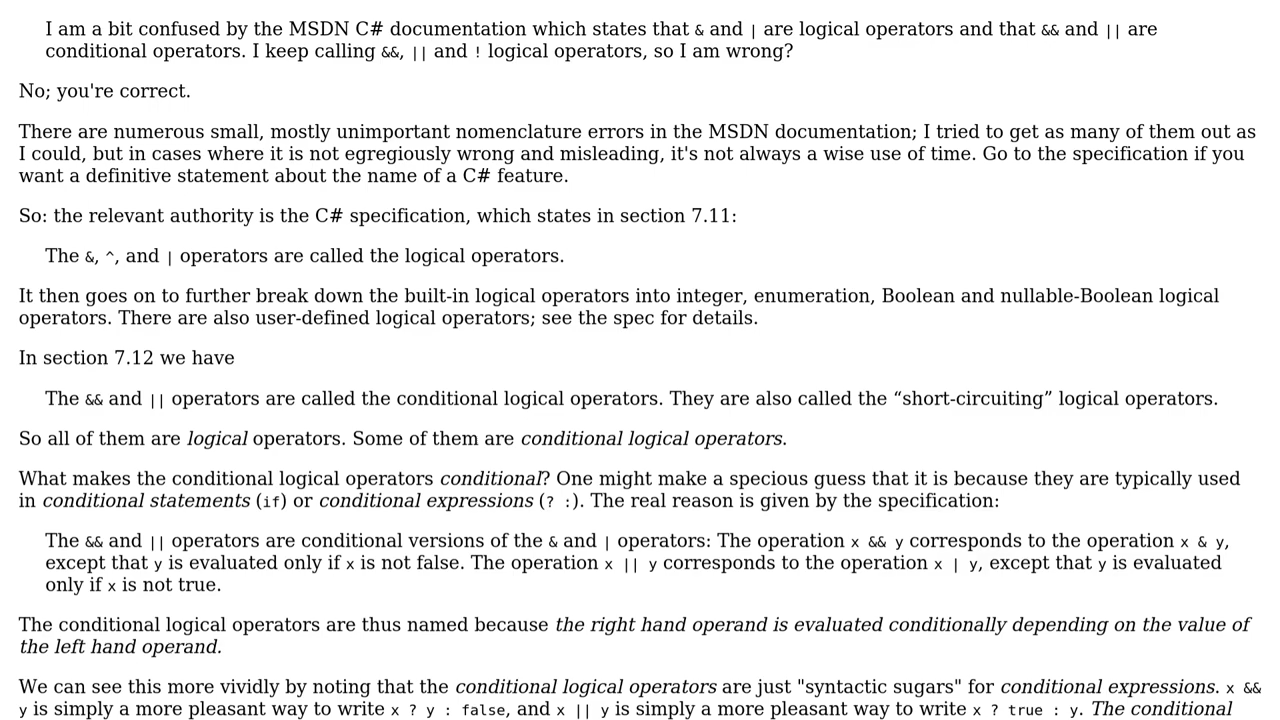 I am a bit confused by the MSDN C# documentation which states that & and | are logical operators and that && and || are
conditional operators. I keep calling &&, || and ! logical operators, so I am wrong?
No; you're correct.
There are numerous small, mostly unimportant nomenclature errors in the MSDN documentation; I tried to get as many of them out as
I could, but in cases where it is not egregiously wrong and misleading, it's not always a wise use of time. Go to the specification if you
want a definitive statement about the name of a C# feature.
So: the relevant authority is the C# specification, which states in section 7.11:
The &, ^, and | operators are called the logical operators.
It then goes on to further break down the built-in logical operators into integer, enumeration, Boolean and nullable-Boolean logical
operators. There are also user-defined logical operators; see the spec for details.
In section 7.12 we have
The && and || operators are called the conditional logical operators. They are also called the “short-circuiting” logical operators.
So all of them are logical operators. Some of them are conditional logical operators.
What makes the conditional logical operators conditional? One might make a specious guess that it is because they are typically used
in conditional statements (if) or conditional expressions (? :). The real reason is given by the specification:
The && and || operators are conditional versions of the & and | operators: The operation x && y corresponds to the operation x & y,
except that y is evaluated only if x is not false. The operation x || y corresponds to the operation x | y, except that y is evaluated
only if x is not true.
The conditional logical operators are thus named because the right hand operand is evaluated conditionally depending on the value of
the left hand operand.
We can see this more vividly by noting that the conditional logical operators are just "syntactic sugars" for conditional expressions. x &&
y is simply a more pleasant way to write x ? y : false, and x || y is simply a more pleasant way to write x ? true : y. The conditional